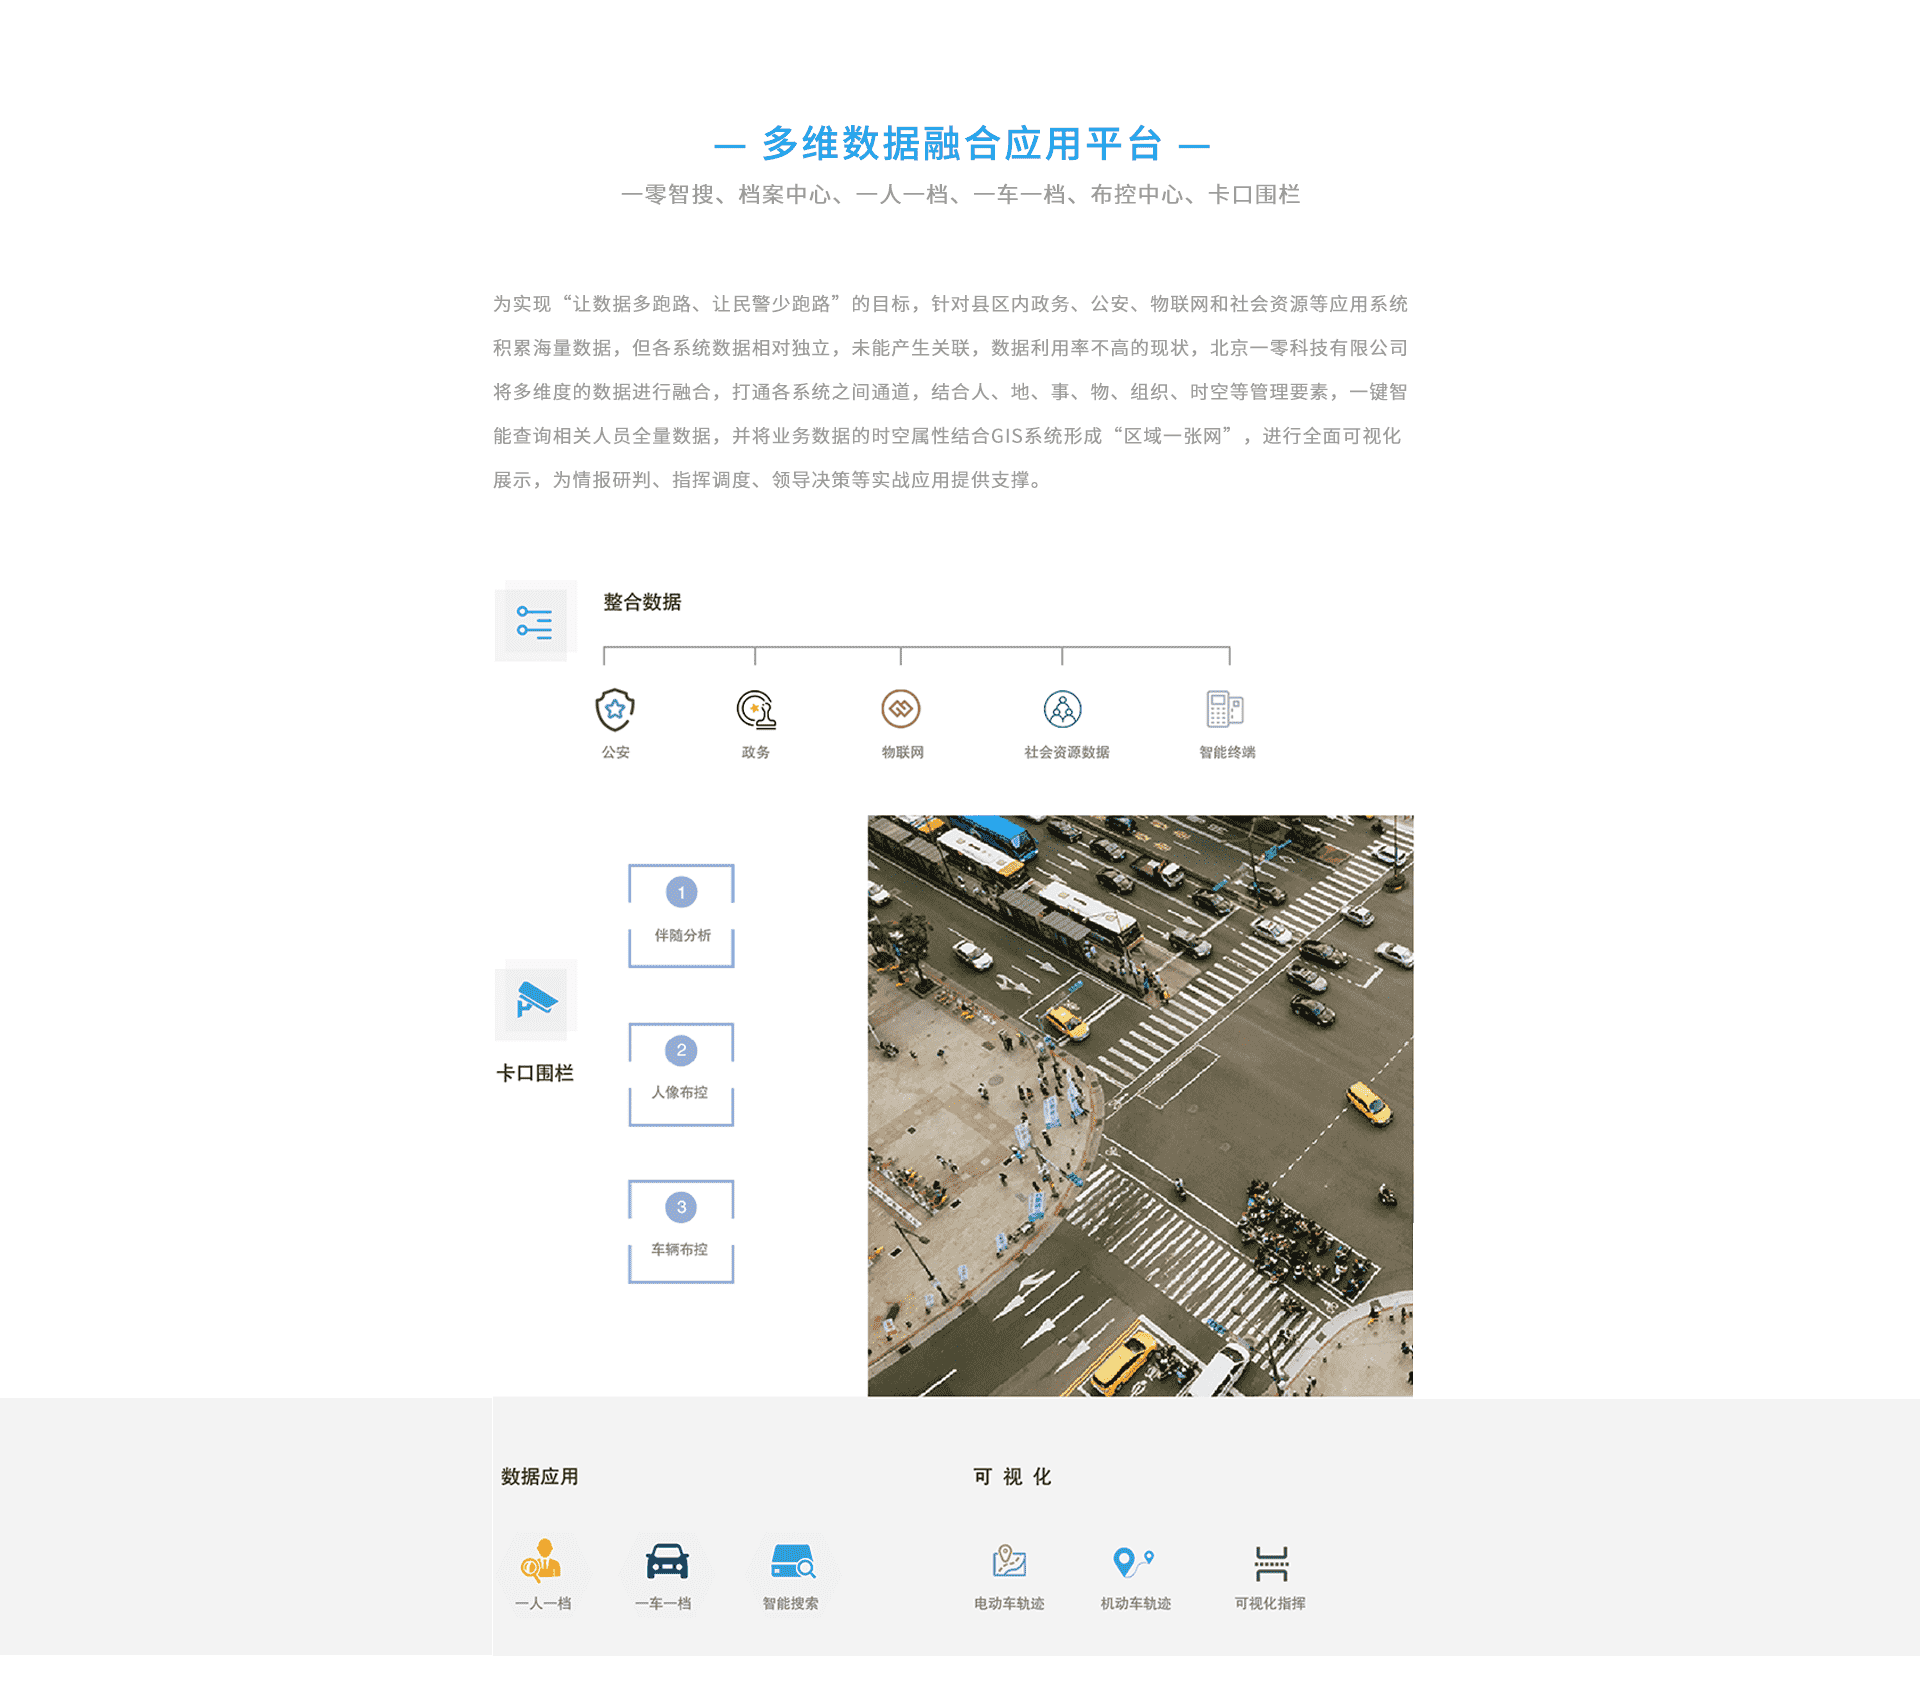 — 多维数据融合应用平台 —
一零智搜、档案中心、一人一档、一车一档、布控中心、卡口围栏
为实现“让数据多跑路、让民警少跑路”的目标，针对县区内政务、公安、物联网和社会资源等应用系统
积累海量数据，但各系统数据相对独立，未能产生关联，数据利用率不高的现状，北京一零科技有限公司
将多维度的数据进行融合，打通各系统之间通道，结合人、地、事、物、组织、时空等管理要素，一键智
能查询相关人员全量数据，并将业务数据的时空属性结合GIS系统形成“区域一张网”，进行全面可视化
展示，为情报研判、指挥调度、领导决策等实战应用提供支撑。
整合数据
公安 政务 物联网 社会资源数据 智能终端
1
伴随分析
2
人像布控
3
车辆布控
卡口围栏
数据应用
一人一档 一车一档 智能搜索
可 视 化
电动车轨迹 机动车轨迹 可视化指挥